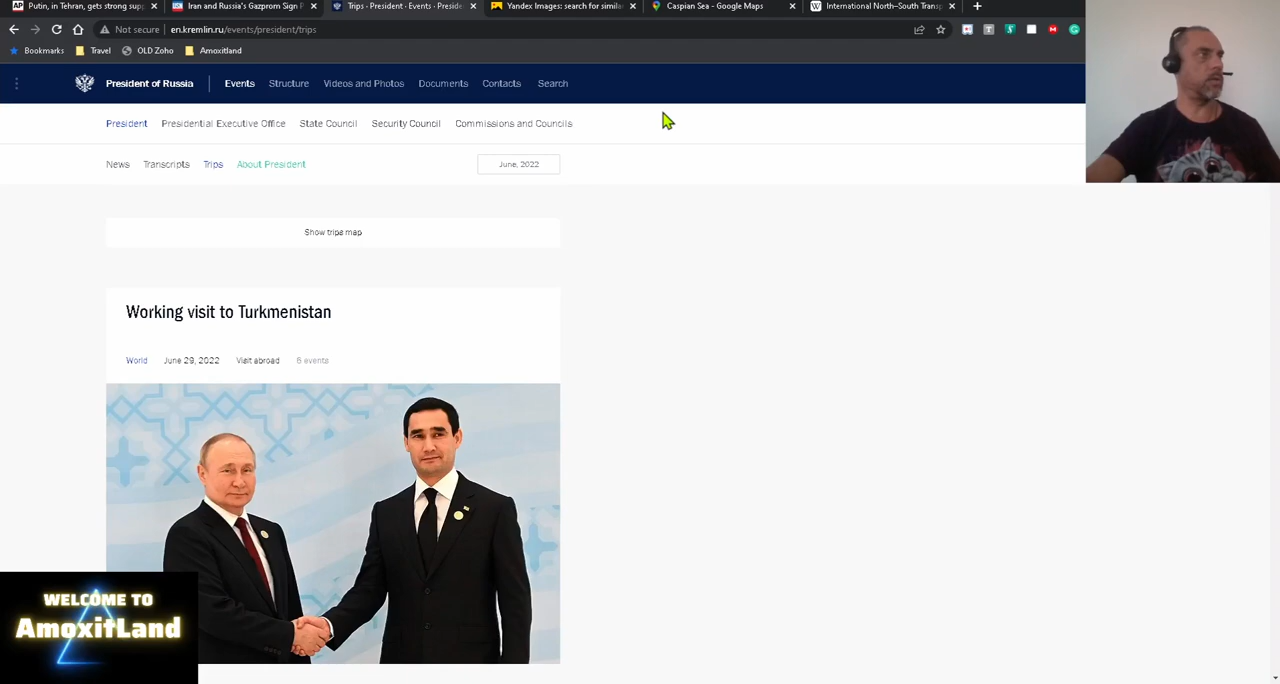 Putin, in Tehran, gets strong supp
Iran and Russia's Gazprom Sign P
Trips • President • Events • Preside
Yandex Images: search for simila
Caspian Sea - Google Maps
International North–South Transp
Not secure
en.kremlin.ru/events/president/trips
Bookmarks
Travel
OLD Zoho
Amoxitland
President of Russia
Events
Structure
Videos and Photos
Documents
Contacts
Search
President
Presidential Executive Office
State Council
Security Council
Commissions and Councils
News
Transcripts
Trips
About President
June, 2022
Show trips map
Working visit to Turkmenistan
World
June 29, 2022
Visit abroad
6 events
WELCOME TO
AmoxitLand